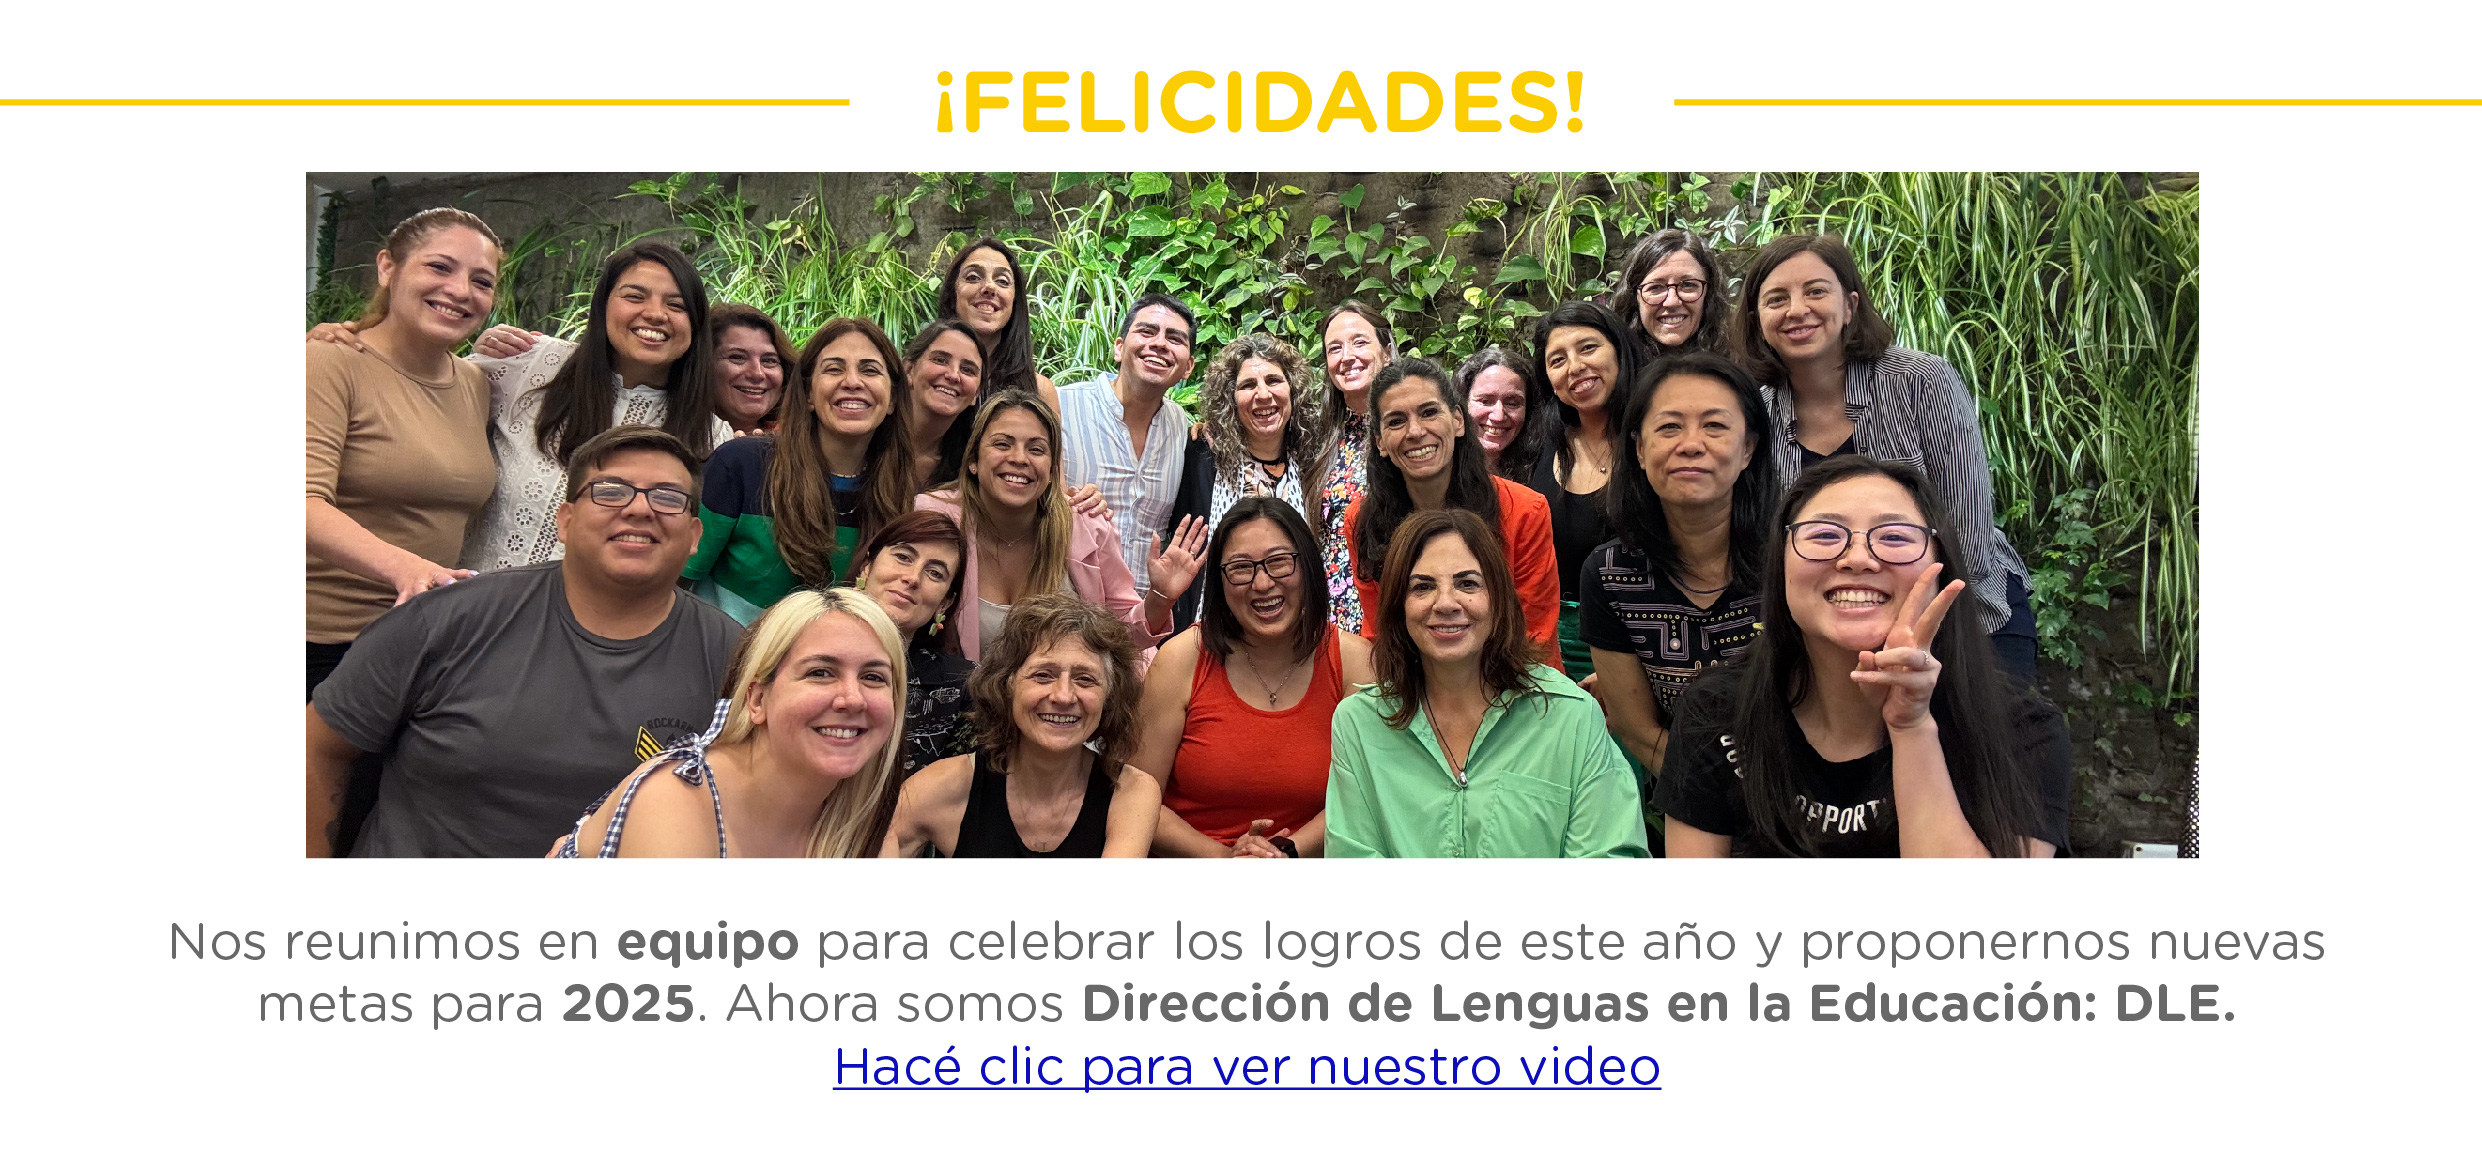 ¡FELICIDADES!
Nos reunimos en equipo para celebrar los logros de este año y proponernos nuevas
metas para 2025. Ahora somos Dirección de Lenguas en la Educación: DLE.
Hacé clic para ver nuestro video